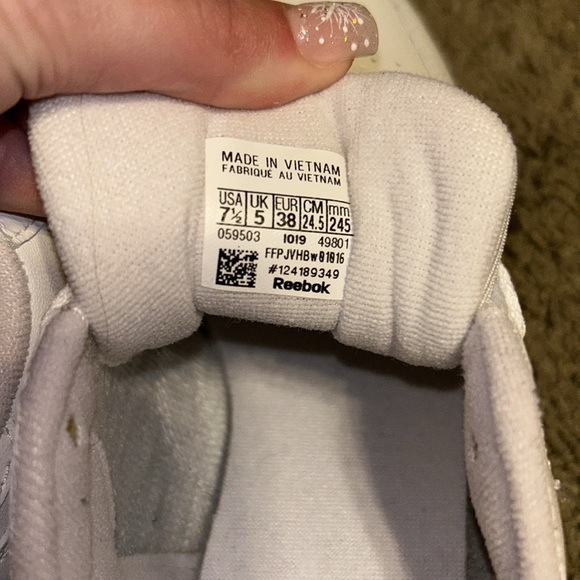 MADE IN VIETNAM
FABRIQUÉ AU VIETNAM
USA UK EUR CM mm
7½ 5 38 24.5 245
059503 1019 49801
FFPJVHBw01016
#124189349
Reebok